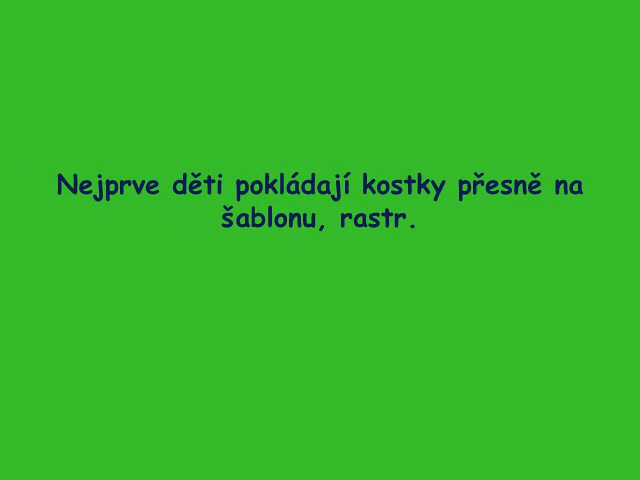 Nejprve děti pokládají kostky přesně na
šablonu, rastr.